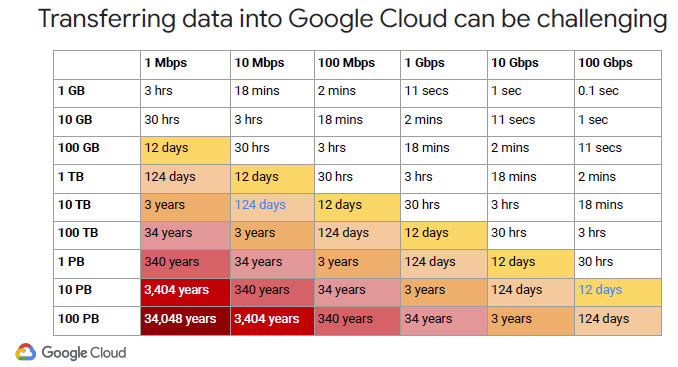 Transferring data into Google Cloud can be challenging
1 Mbps 10 Mbps 100 Mbps 1 Gbps 10 Gbps 100 Gbps
1 GB 3 hrs 18 mins 2 mins 11 secs 1 sec 0.1 sec
10 GB 30 hrs 3 hrs 18 mins 2 mins 11 secs 1 sec
100 GB 12 days 30 hrs 3 hrs 18 mins 2 mins 11 secs
1 TB 124 days 12 days 30 hrs 3 hrs 18 mins 2 mins
10 TB 3 years 124 days 12 days 30 hrs 3 hrs 18 mins
100 TB 34 years 3 years 124 days 12 days 30 hrs 3 hrs
1 PB 340 years 34 years 3 years 124 days 12 days 30 hrs
10 PB 3,404 years 340 years 34 years 3 years 124 days 12 days
100 PB 34,048 years 3,404 years 340 years 34 years 3 years 124 days
Google Cloud